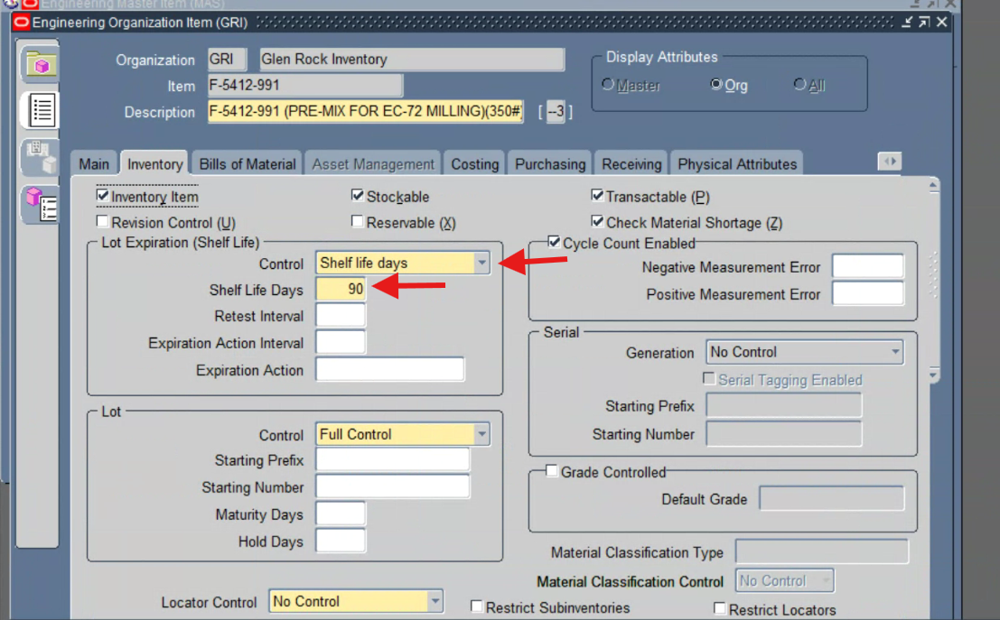 Engineering Master Item (MAS)
Engineering Organization Item (GRI)
Organization GRI Glen Rock Inventory
Item F-5412-991
Description F-5412-991 (PRE-MIX FOR EC-72 MILLING)(350# [ --3 ]
Display Attributes
Master Org All
Main Inventory Bills of Material Asset Management Costing Purchasing Receiving Physical Attributes
Inventory Item Stockable Transactable (P)
Revision Control (U) Reservable (X) Check Material Shortage (Z)
Lot Expiration (Shelf Life)
Control Shelf life days
Shelf Life Days 90
Retest Interval
Expiration Action Interval
Expiration Action
Cycle Count Enabled
Negative Measurement Error
Positive Measurement Error
Serial
Generation No Control
Serial Tagging Enabled
Starting Prefix
Starting Number
Lot
Control Full Control
Starting Prefix
Starting Number
Maturity Days
Hold Days
Grade Controlled
Default Grade
Material Classification Type
Material Classification Control No Control
Locator Control No Control
Restrict Subinventories
Restrict Locators